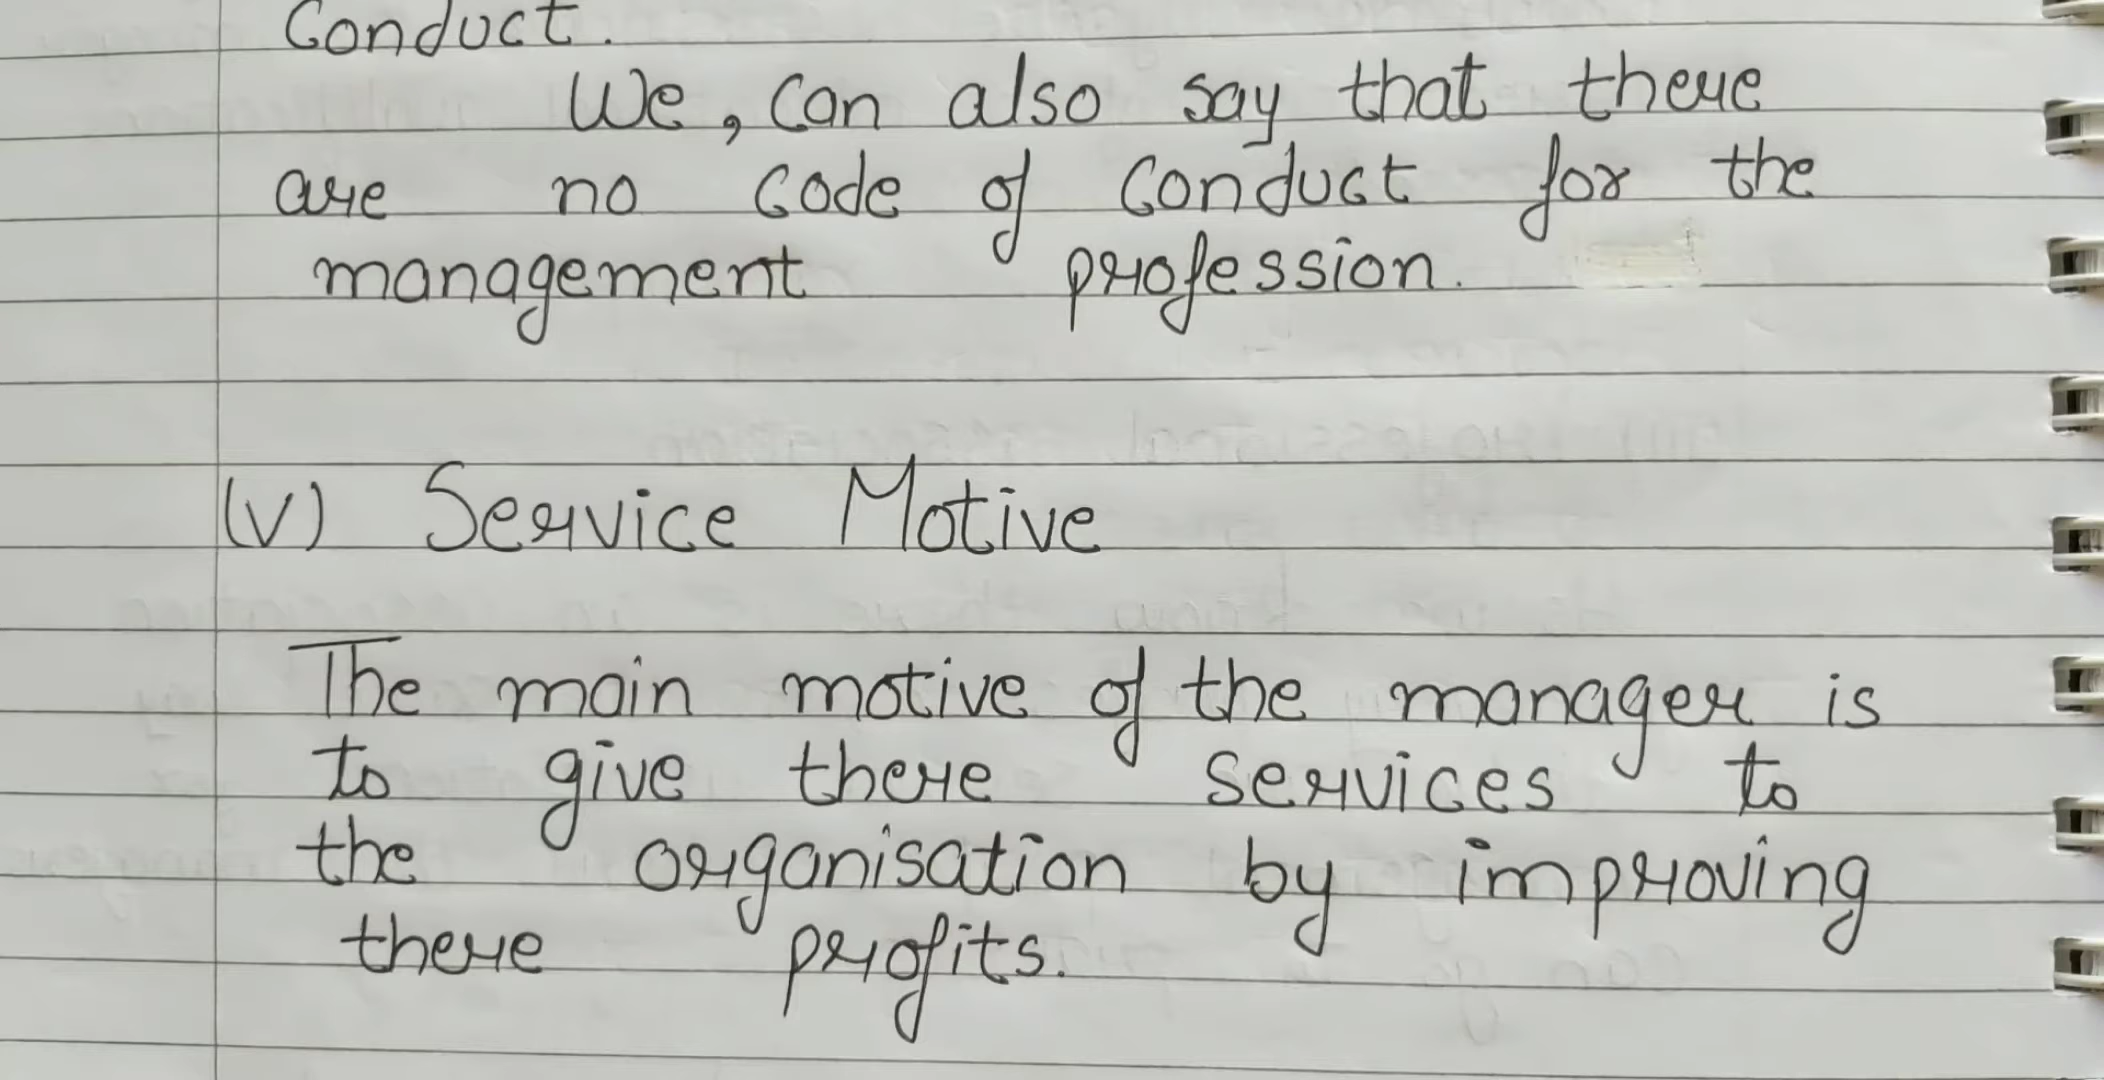 Conduct.
We, can also say that there
are no code of conduct for the
management profession.
(V) Service Motive
The main motive of the manager is
to give there services to
the organisation by improving
there profits.